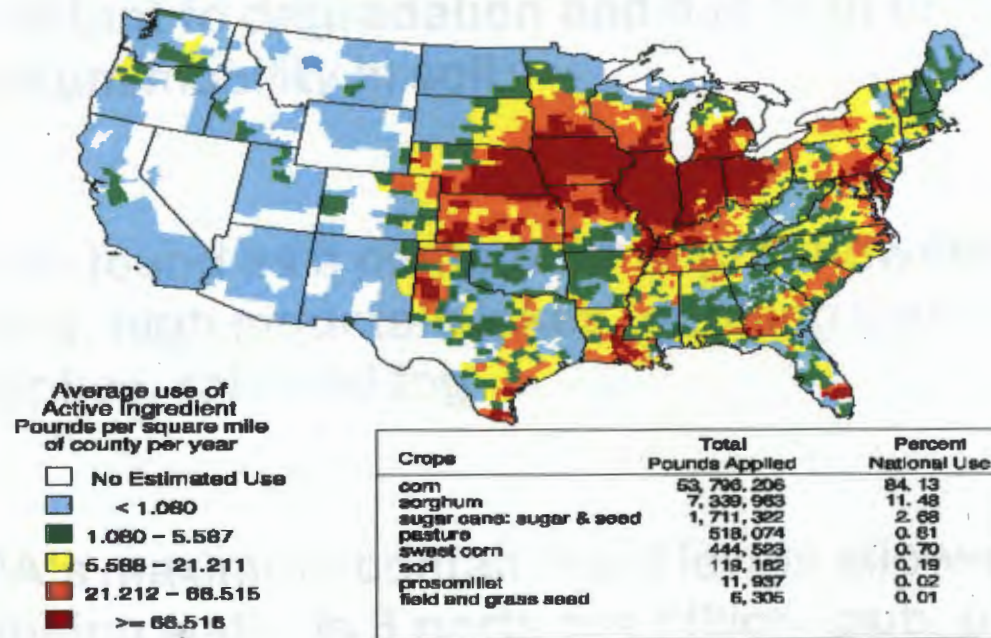 Average use of
Active Ingredient
Pounds per square mile
of county per year
No Estimated Use
< 1.060
1.060 – 5.587
5.588 – 21.211
21.212 – 66.515
>= 66.516
Crops Total Pounds Applied Percent National Use
corn 53, 796, 206 84. 13
sorghum 7, 339, 963 11. 48
sugar cane: sugar & seed 1, 711, 322 2. 68
pasture 518, 074 0. 81
sweet corn 444, 523 0. 70
sod 119, 182 0. 19
prosomillet 11, 937 0. 02
field and grass seed 6, 305 0. 01